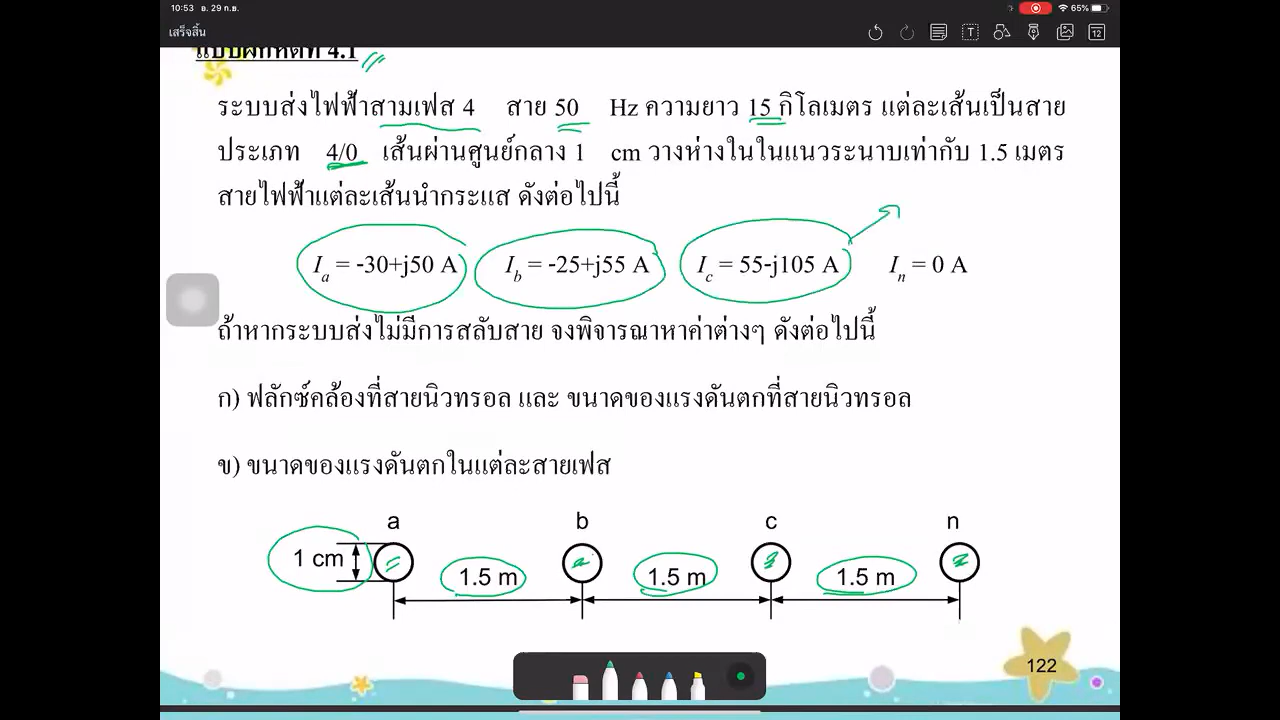 10:53 อ. 29 ก.ย.
65%
เสร็จสิ้น
T
12
แบบฝึกหัดที่ 4.1
ระบบส่งไฟฟ้าสามเฟส 4 สาย 50 Hz ความยาว 15 กิโลเมตร แต่ละเส้นเป็นสาย
ประเภท 4/0 เส้นผ่านศูนย์กลาง 1 cm วางห่างในในแนวระนาบเท่ากับ 1.5 เมตร
สายไฟฟ้าแต่ละเส้นนำกระแส ดังต่อไปนี้
Ia = -30+j50 A Ib = -25+j55 A Ic = 55-j105 A In = 0 A
ถ้าหากระบบส่งไม่มีการสลับสาย จงพิจารณาหาค่าต่างๆ ดังต่อไปนี้
ก) ฟลักซ์คล้องที่สายนิวทรอล และ ขนาดของแรงดันตกที่สายนิวทรอล
ข) ขนาดของแรงดันตกในแต่ละสายเฟส
a b c n
1 cm 1.5 m 1.5 m 1.5 m
122